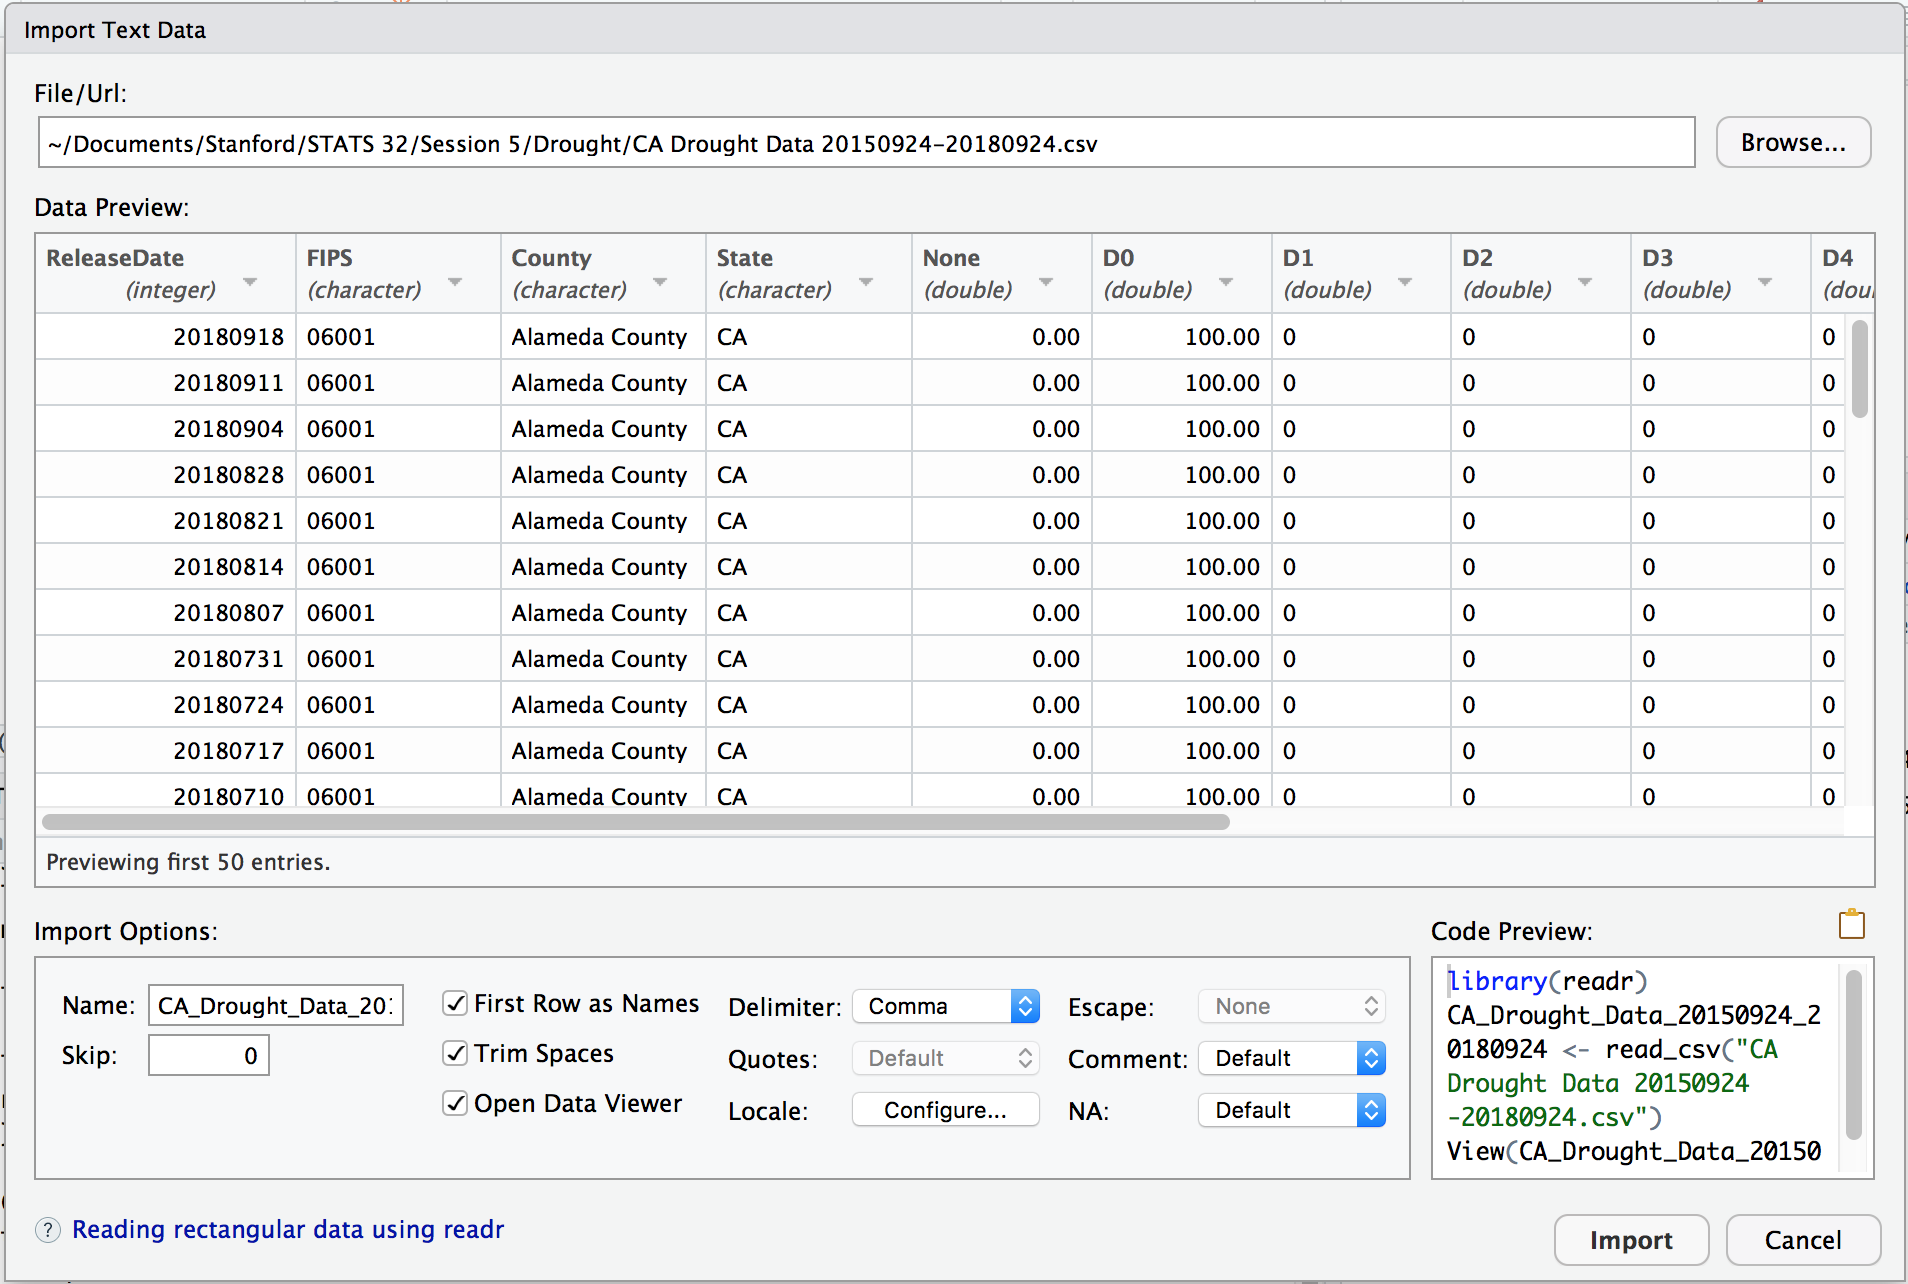 Import Text Data
File/Url:
~/Documents/Stanford/STATS 32/Session 5/Drought/CA Drought Data 20150924-20180924.csv
Browse...
Data Preview:
ReleaseDate FIPS County State None D0 D1 D2 D3 D4
(integer) (character) (character) (character) (double) (double) (double) (double) (double) (dou
20180918 06001 Alameda County CA 0.00 100.00 0 0 0 0
20180911 06001 Alameda County CA 0.00 100.00 0 0 0 0
20180904 06001 Alameda County CA 0.00 100.00 0 0 0 0
20180828 06001 Alameda County CA 0.00 100.00 0 0 0 0
20180821 06001 Alameda County CA 0.00 100.00 0 0 0 0
20180814 06001 Alameda County CA 0.00 100.00 0 0 0 0
20180807 06001 Alameda County CA 0.00 100.00 0 0 0 0
20180731 06001 Alameda County CA 0.00 100.00 0 0 0 0
20180724 06001 Alameda County CA 0.00 100.00 0 0 0 0
20180717 06001 Alameda County CA 0.00 100.00 0 0 0 0
20180710 06001 Alameda County CA 0.00 100.00 0 0 0 0
Previewing first 50 entries.
Import Options:
Name: CA_Drought_Data_201
Skip: 0
First Row as Names
Trim Spaces
Open Data Viewer
Delimiter: Comma
Quotes: Default
Locale: Configure...
Escape: None
Comment: Default
NA: Default
Code Preview:
library(readr)
CA_Drought_Data_20150924_2
0180924 <- read_csv("CA
Drought Data 20150924
-20180924.csv")
View(CA_Drought_Data_20150
? Reading rectangular data using readr
Import
Cancel